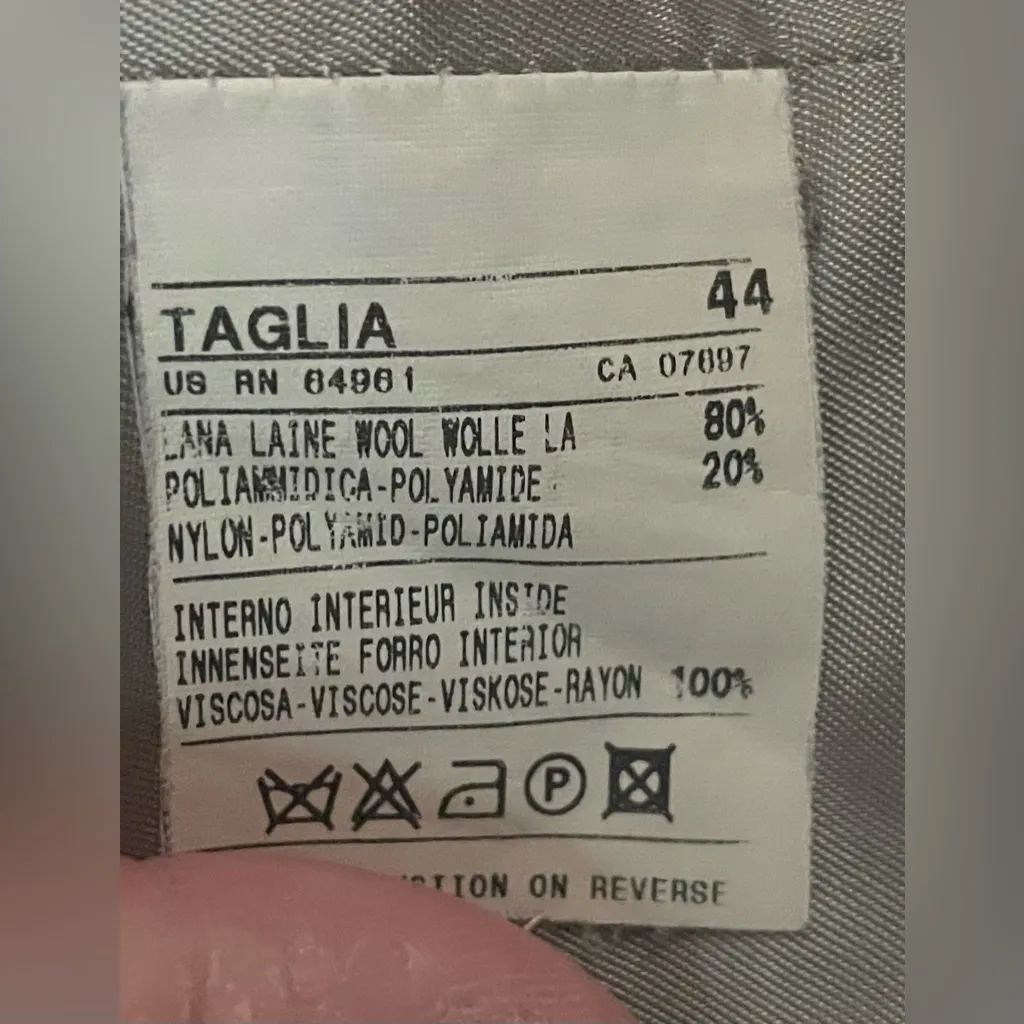 TAGLIA 44
US RN 64961 CA 07697
LANA LAINE WOOL WOLLE LA 80%
POLIAMMIDICA-POLYAMIDE 20%
NYLON-POLYAMID-POLIAMIDA
INTERNO INTERIEUR INSIDE
INNENSEITE FORRO INTERIOR
VISCOSA-VISCOSE-VISKOSE-RAYON 100%
P
ON REVERSE